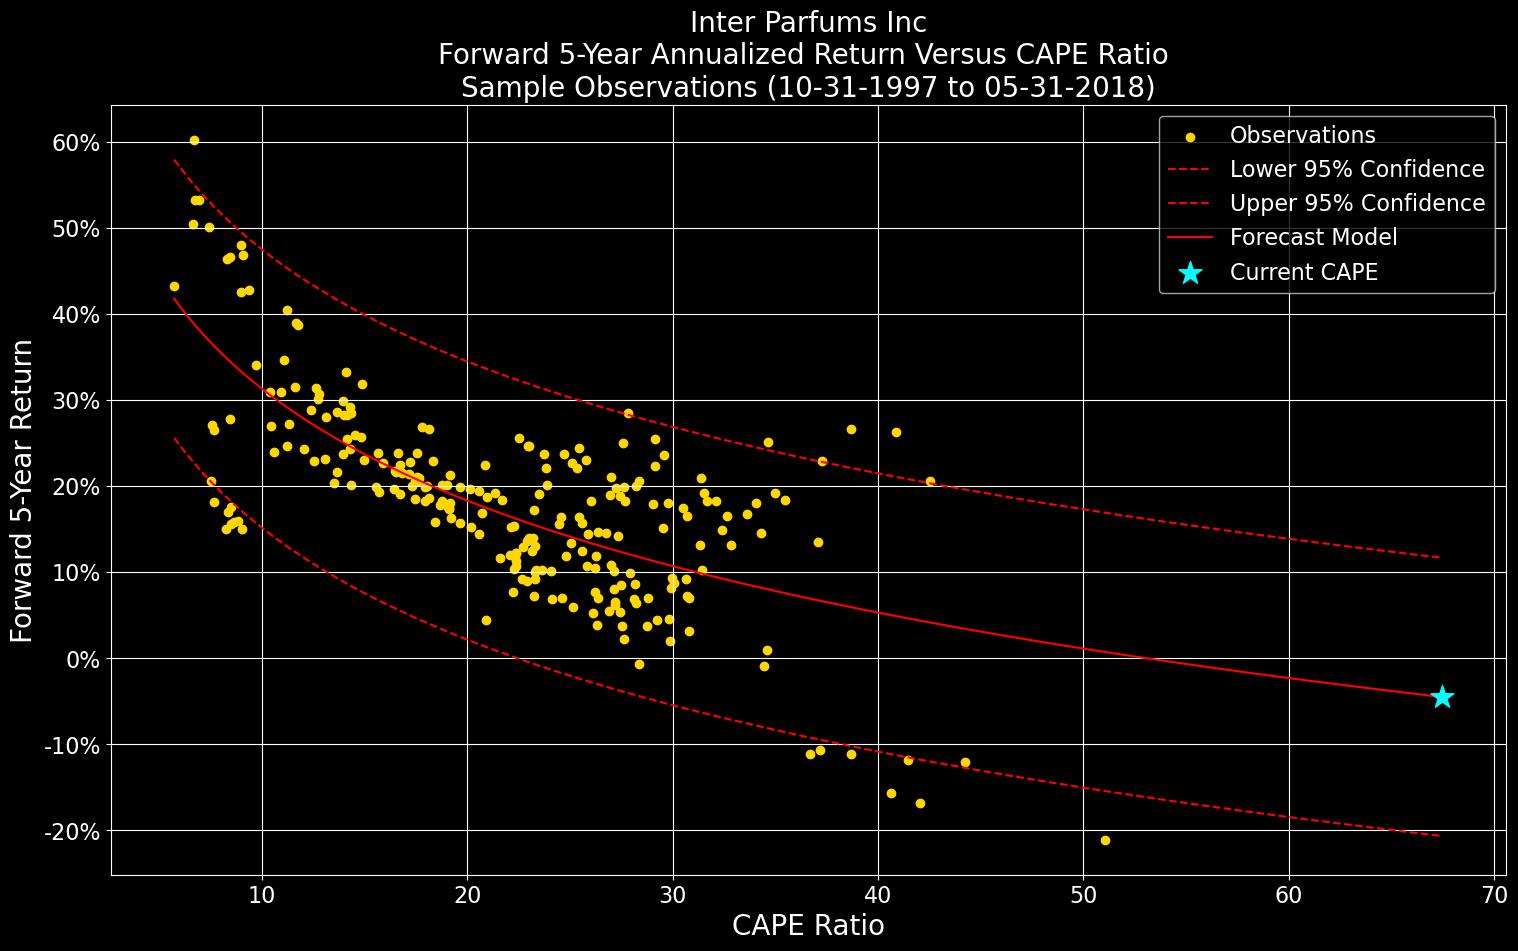 Inter Parfums Inc
Forward 5-Year Annualized Return Versus CAPE Ratio
Sample Observations (10-31-1997 to 05-31-2018)
Observations
Lower 95% Confidence
Upper 95% Confidence
Forecast Model
Current CAPE
Forward 5-Year Return
60%
50%
40%
30%
20%
10%
0%
-10%
-20%
10 20 30 40 50 60 70
CAPE Ratio